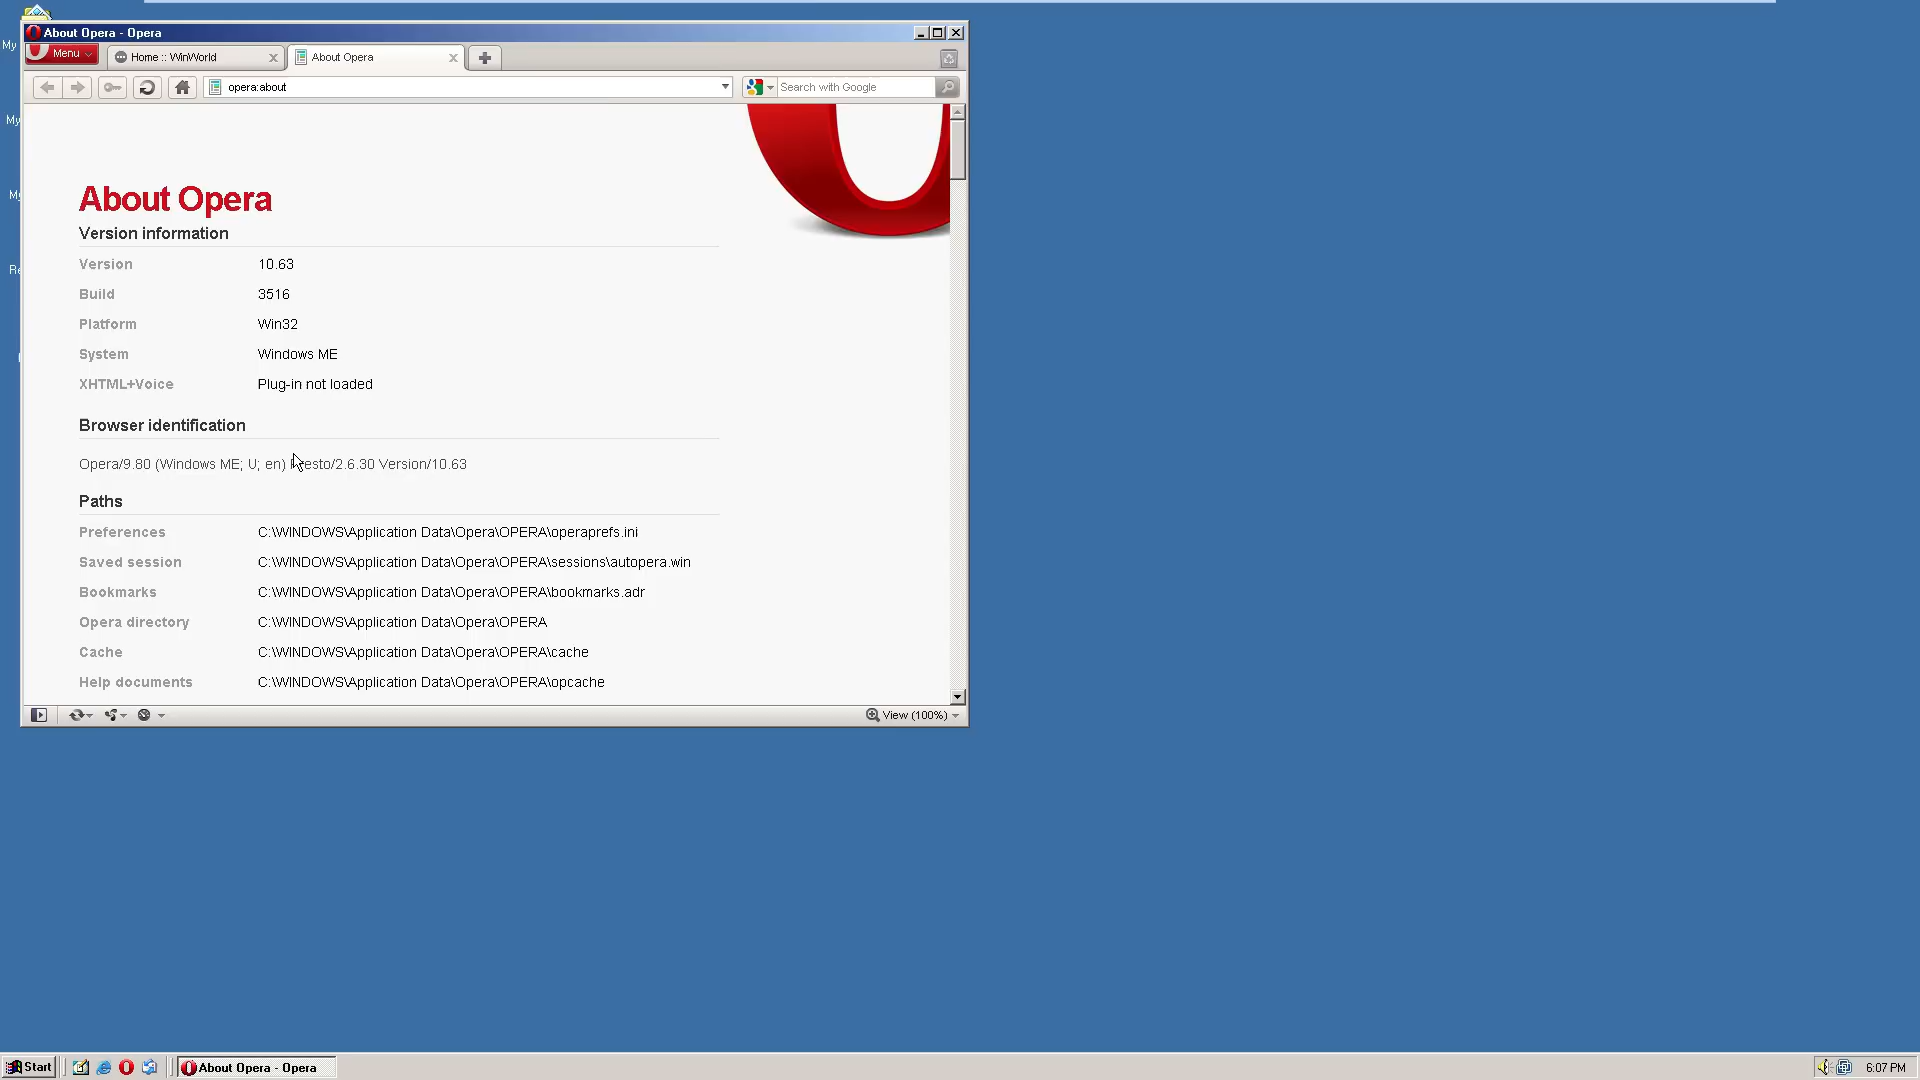 About Opera - Opera
Menu
Home :: WinWorld
About Opera
opera:about
Search with Google
My
My
My
Re
About Opera
Version information
Version 10.63
Build 3516
Platform Win32
System Windows ME
XHTML+Voice Plug-in not loaded
Browser identification
Opera/9.80 (Windows ME; U; en) Presto/2.6.30 Version/10.63
Paths
Preferences C:\WINDOWS\Application Data\Opera\OPERA\operaprefs.ini
Saved session C:\WINDOWS\Application Data\Opera\OPERA\sessions\autopera.win
Bookmarks C:\WINDOWS\Application Data\Opera\OPERA\bookmarks.adr
Opera directory C:\WINDOWS\Application Data\Opera\OPERA
Cache C:\WINDOWS\Application Data\Opera\OPERA\cache
Help documents C:\WINDOWS\Application Data\Opera\OPERA\opcache
View (100%)
Start
About Opera - Opera
6:07 PM